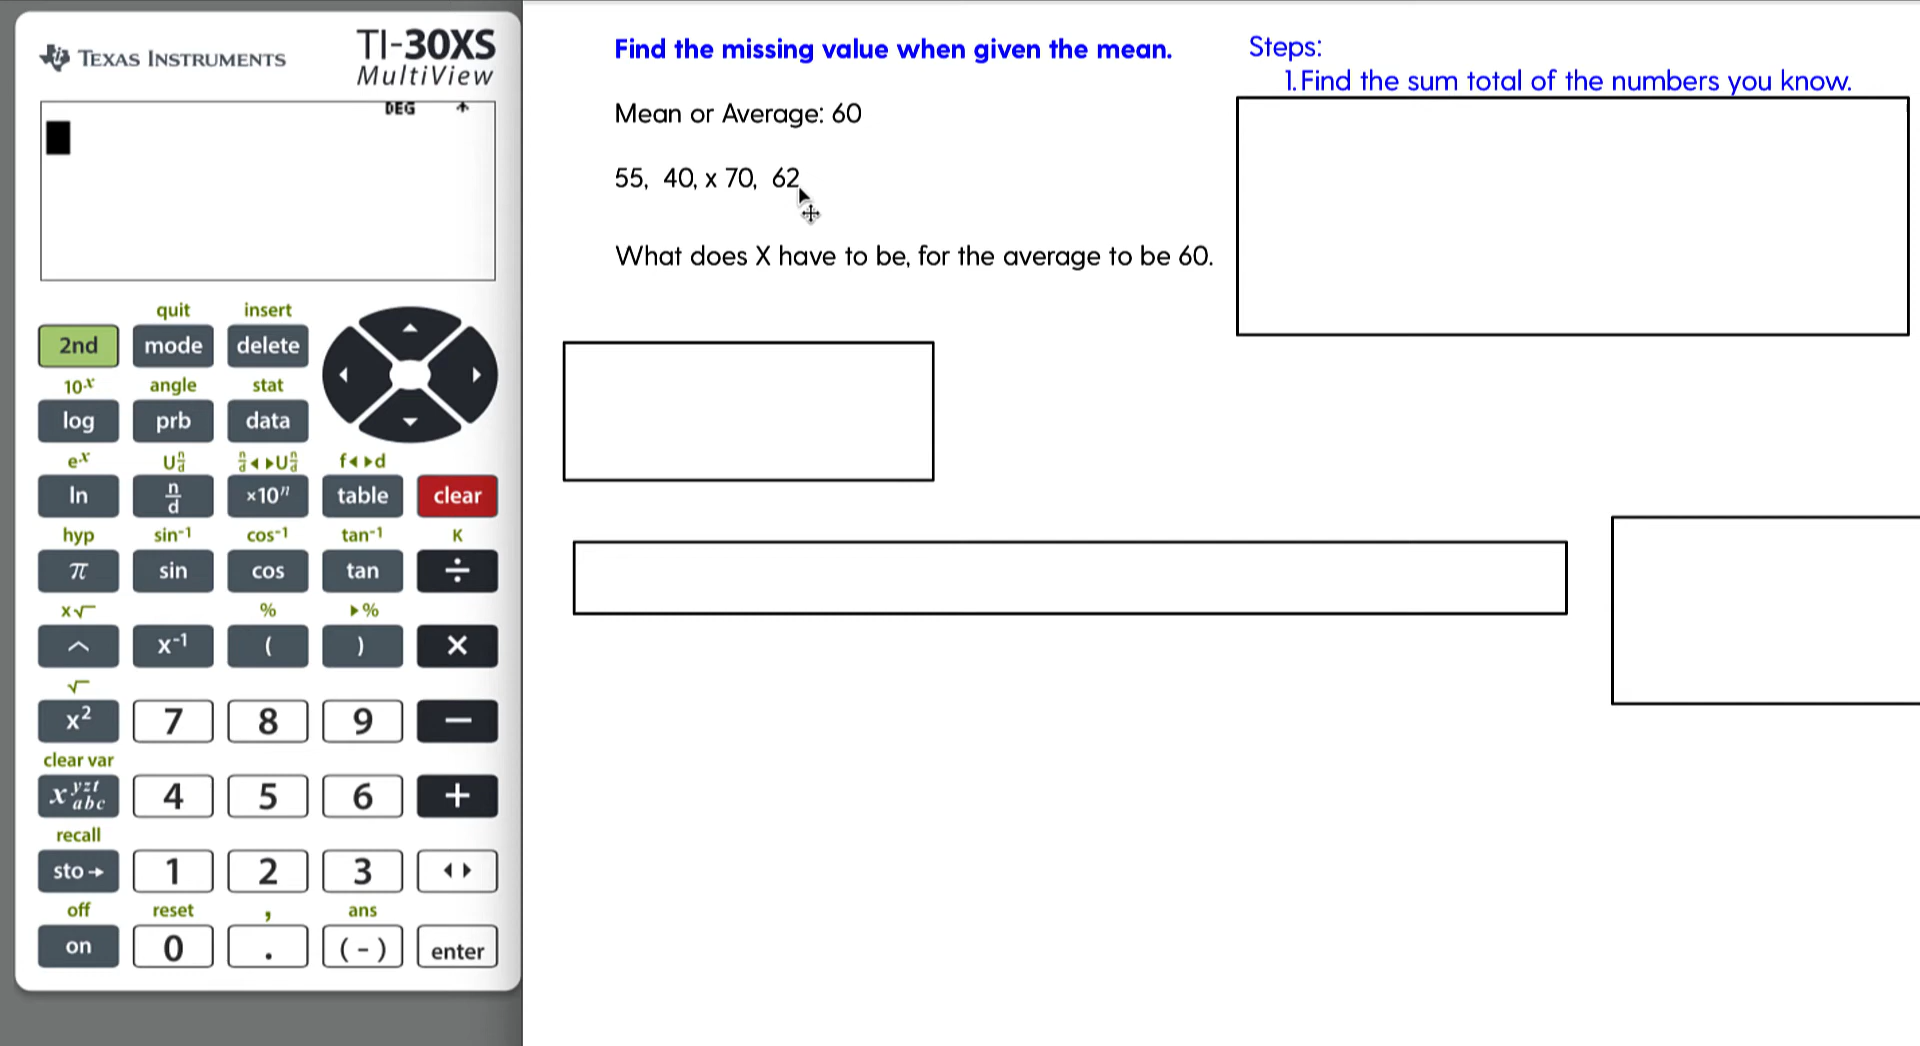 TEXAS INSTRUMENTS
TI-30XS
MultiView
DEG
quit insert
2nd mode delete
10^x angle stat
log prb data
e^x U n/d n/d◄►U n/d f◄►d
ln n/d ×10^n table clear
hyp sin⁻¹ cos⁻¹ tan⁻¹ K
π sin cos tan ÷
x√ % ►%
^ x⁻¹ ( ) ×
√
x² 7 8 9 −
clear var
x yzt abc 4 5 6 +
recall
sto→ 1 2 3 ◄►
off reset , ans
on 0 . (-) enter
Find the missing value when given the mean.
Mean or Average: 60
55, 40, x 70, 62
What does X have to be, for the average to be 60.
Steps:
1.Find the sum total of the numbers you know.